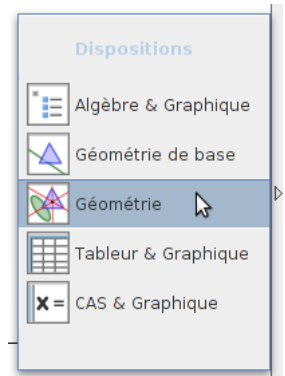 Dispositions
Algèbre & Graphique
Géométrie de base
Géométrie
Tableur & Graphique
x = CAS & Graphique